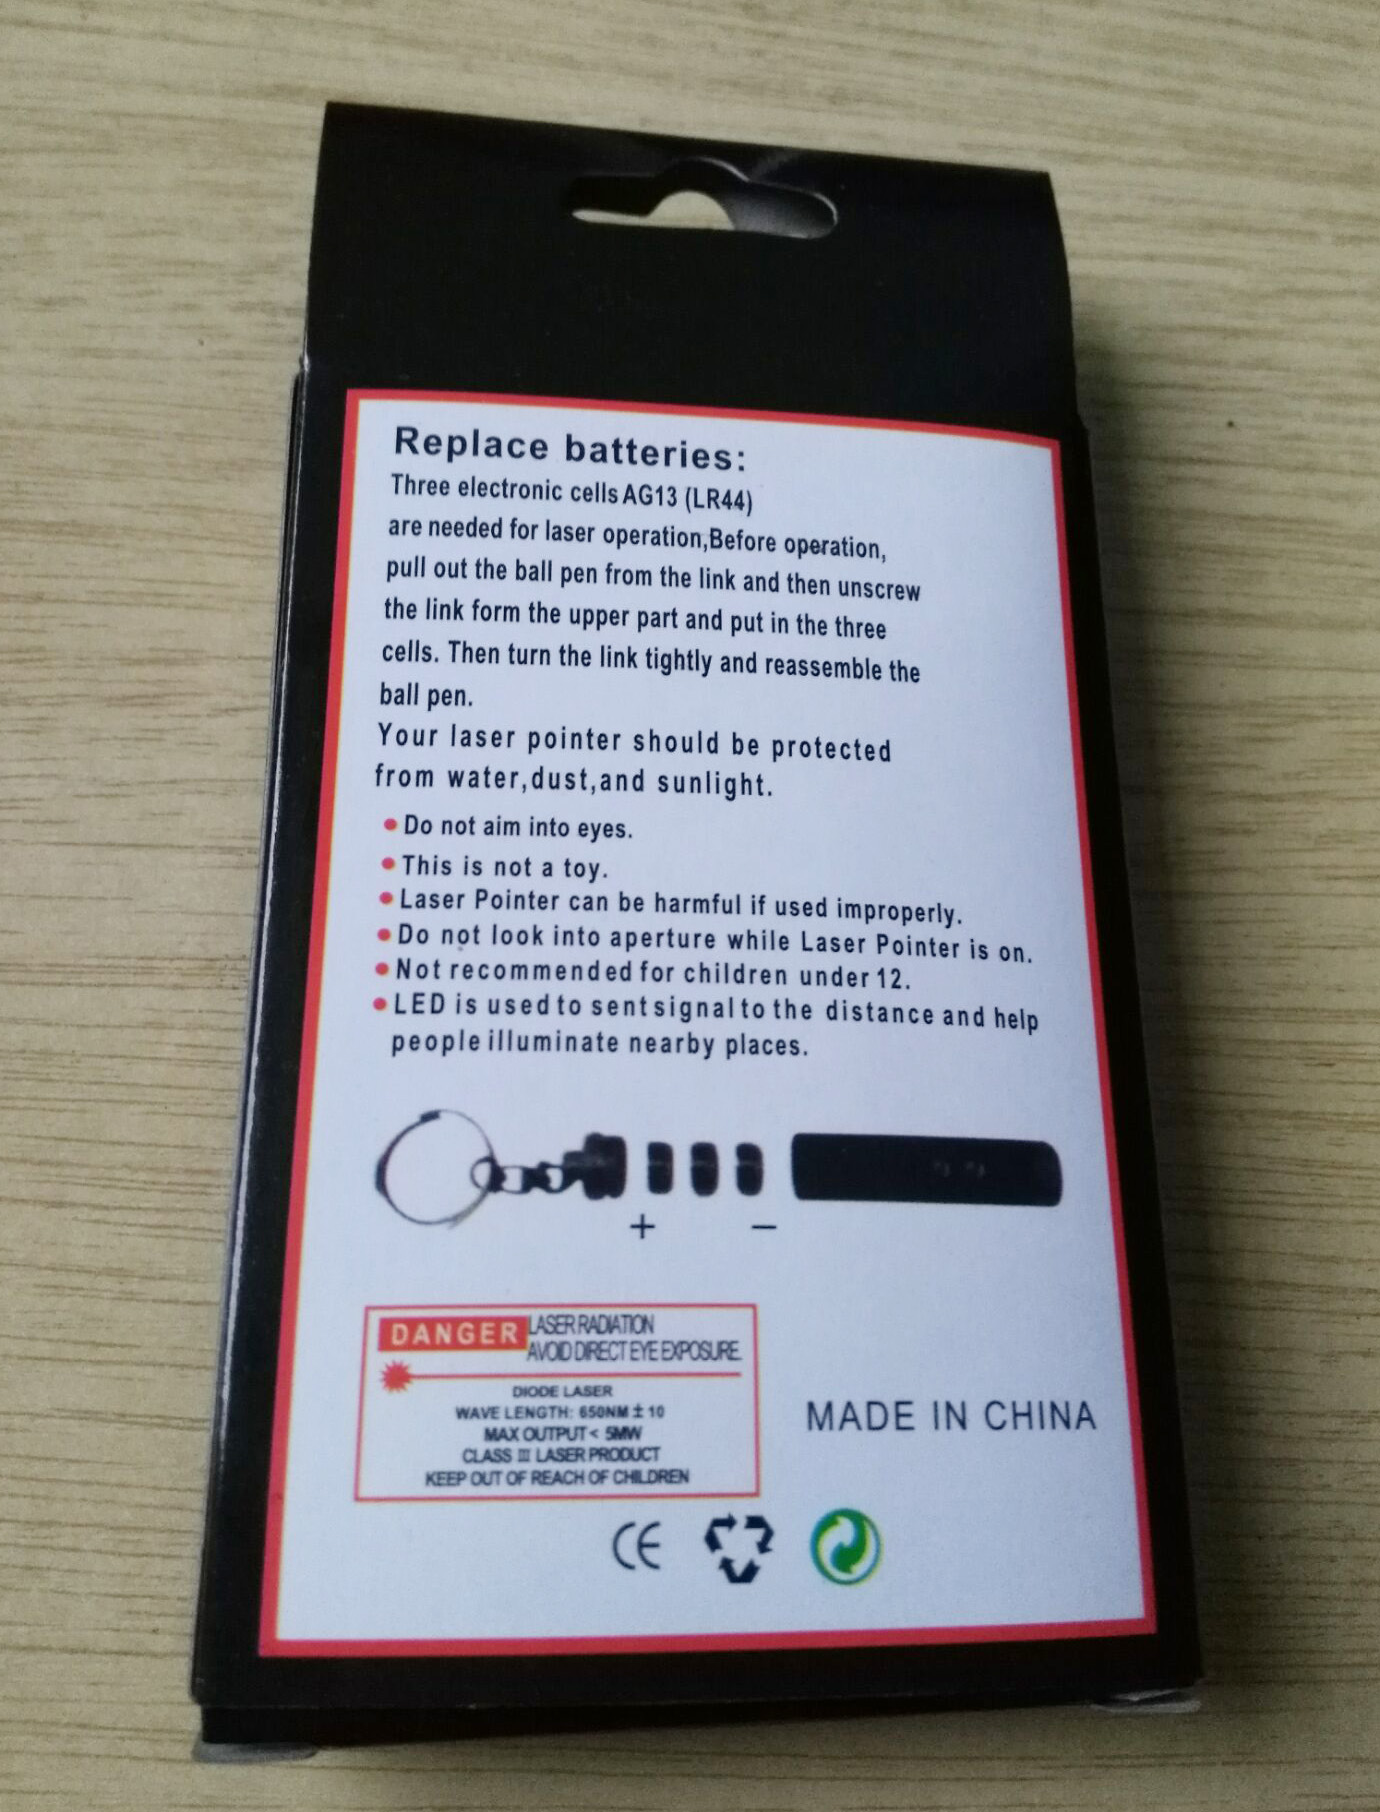 Replace batteries:
Three electronic cells AG13 (LR44)
are needed for laser operation,Before operation,
pull out the ball pen from the link and then unscrew
the link form the upper part and put in the three
cells. Then turn the link tightly and reassemble the
ball pen.
Your laser pointer should be protected
from water,dust,and sunlight.
• Do not aim into eyes.
• This is not a toy.
• Laser Pointer can be harmful if used improperly.
• Do not look into aperture while Laser Pointer is on.
• Not recommended for children under 12.
• LED is used to sent signal to the distance and help
people illuminate nearby places.
+ −
DANGER LASER RADIATION
AVOID DIRECT EYE EXPOSURE
DIODE LASER
WAVE LENGTH: 650NM ± 10
MAX OUTPUT < 5MW
CLASS III LASER PRODUCT
KEEP OUT OF REACH OF CHILDREN
MADE IN CHINA
CE